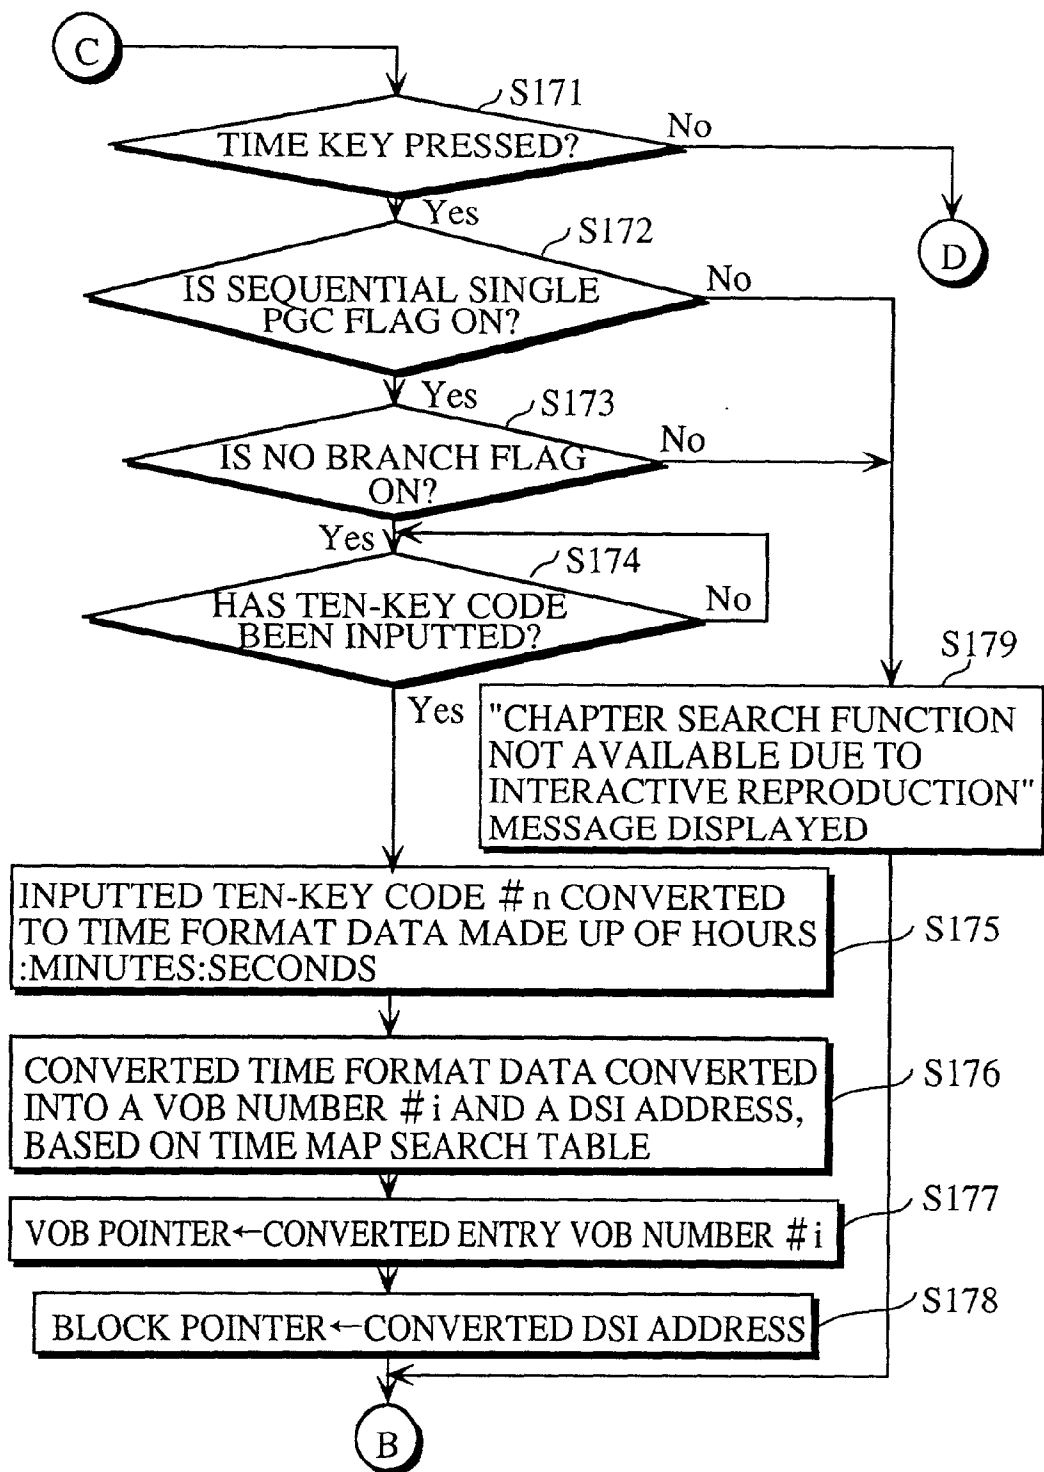 C
S171
TIME KEY PRESSED?
No
Yes
D
S172
IS SEQUENTIAL SINGLE
PGC FLAG ON?
No
Yes
S173
IS NO BRANCH FLAG
ON?
No
Yes
S174
HAS TEN-KEY CODE
BEEN INPUTTED?
No
Yes
S179
"CHAPTER SEARCH FUNCTION
NOT AVAILABLE DUE TO
INTERACTIVE REPRODUCTION"
MESSAGE DISPLAYED
INPUTTED TEN-KEY CODE #n CONVERTED
TO TIME FORMAT DATA MADE UP OF HOURS
:MINUTES:SECONDS
S175
CONVERTED TIME FORMAT DATA CONVERTED
INTO A VOB NUMBER #i AND A DSI ADDRESS,
BASED ON TIME MAP SEARCH TABLE
S176
VOB POINTER←CONVERTED ENTRY VOB NUMBER #i
S177
BLOCK POINTER←CONVERTED DSI ADDRESS
S178
B